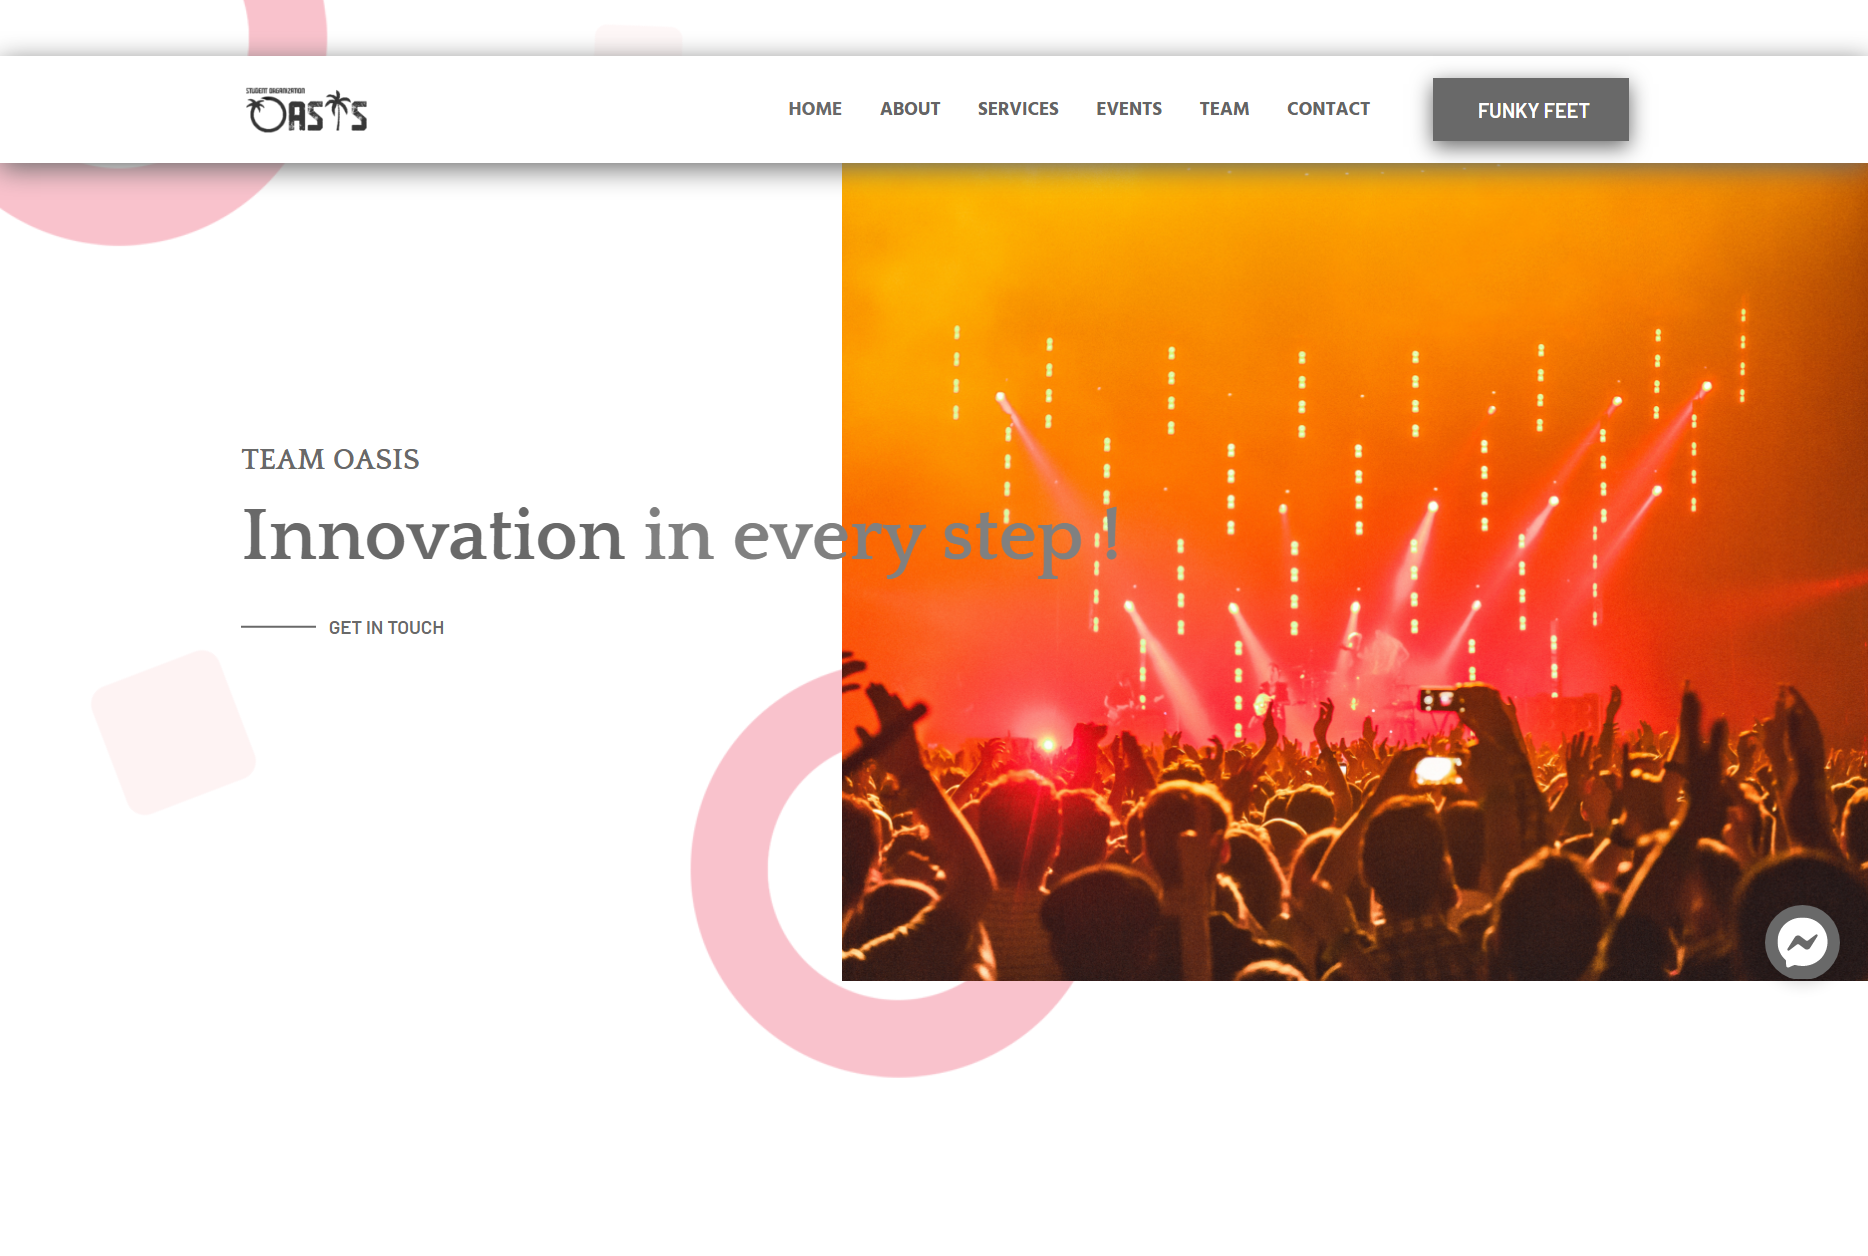 STUDENT ORGANIZATION
OASIS
HOME ABOUT SERVICES EVENTS TEAM CONTACT FUNKY FEET
TEAM OASIS
Innovation in every step !
GET IN TOUCH